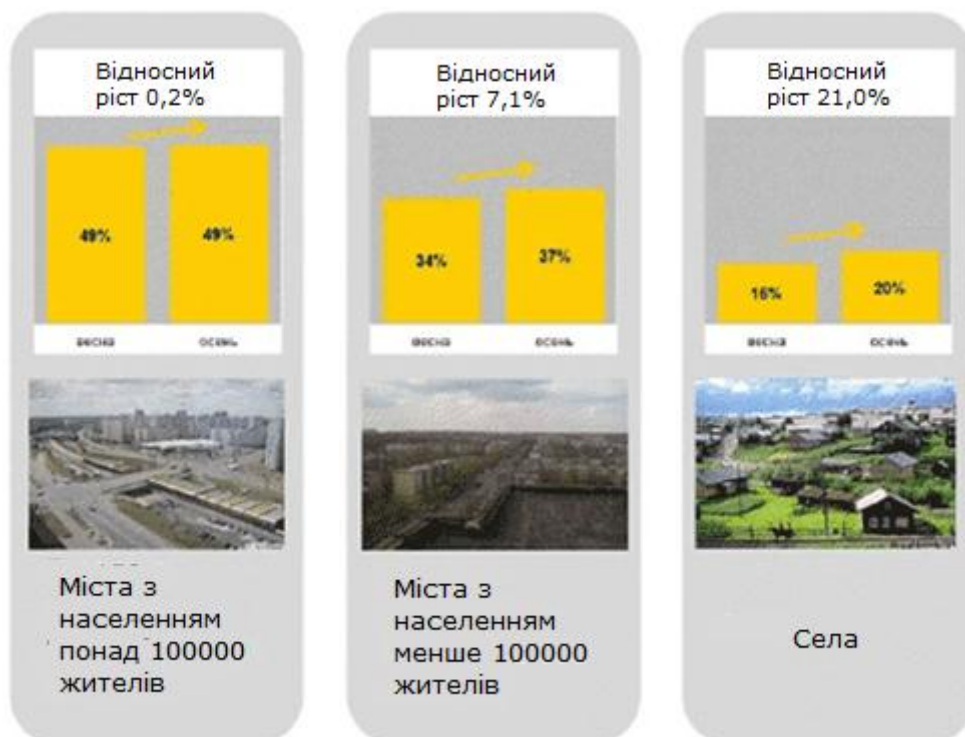 Відносний
ріст 0,2%
49%
49%
весна
осень
Міста з
населенням
понад 100000
жителів
Відносний
ріст 7,1%
34%
37%
весна
осень
Міста з
населенням
менше 100000
жителів
Відносний
ріст 21,0%
20%
весна
осень
Села